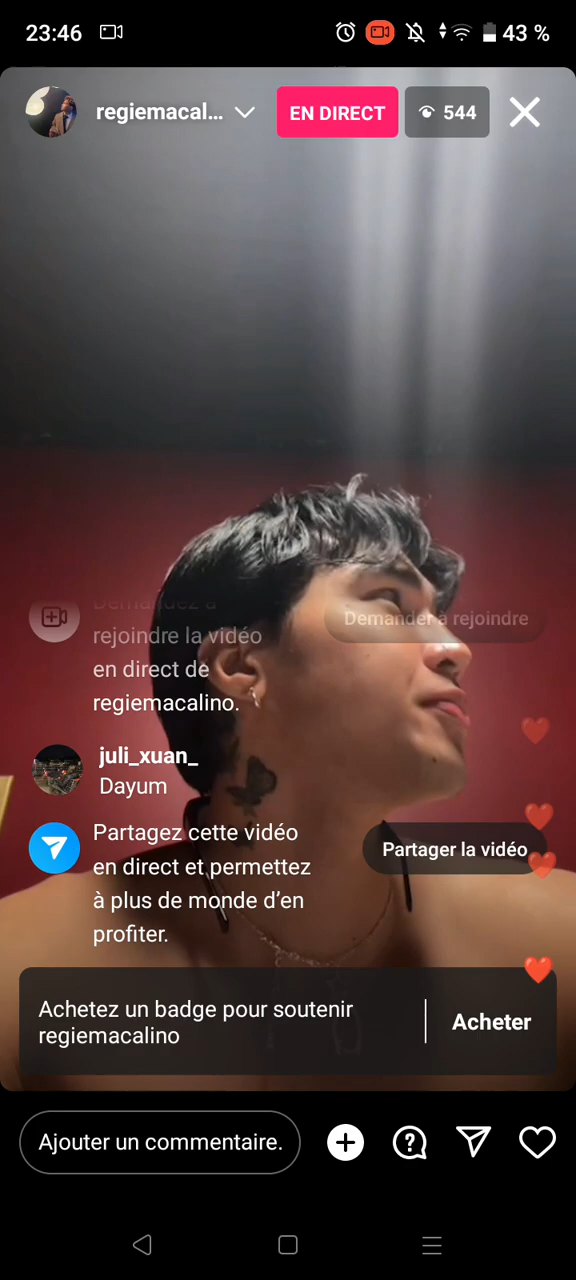 23:46
43 %
regiemacal...
EN DIRECT
544
Demandez à
rejoindre la vidéo
en direct de
regiemacalino.
Demander à rejoindre
juli_xuan_
Dayum
Partagez cette vidéo
en direct et permettez
à plus de monde d’en
profiter.
Partager la vidéo
Achetez un badge pour soutenir
regiemacalino
Acheter
Ajouter un commentaire.